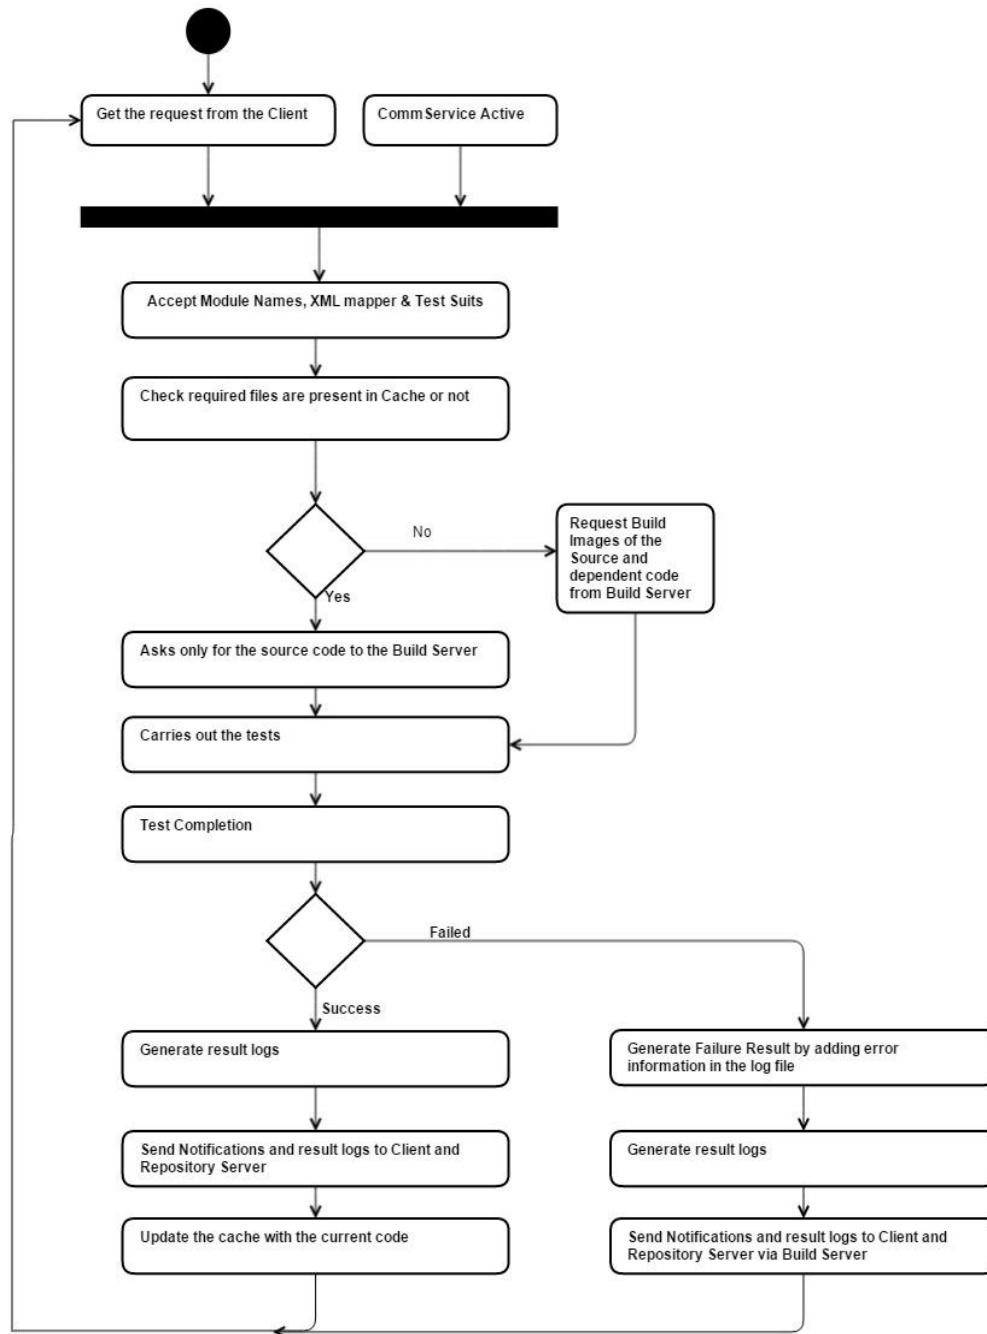 Get the request from the Client
CommService Active
Accept Module Names, XML mapper & Test Suits
Check required files are present in Cache or not
No
Request Build
Images of the
Source and
dependent code
from Build Server
Yes
Asks only for the source code to the Build Server
Carries out the tests
Test Completion
Failed
Success
Generate result logs
Generate Failure Result by adding error
information in the log file
Send Notifications and result logs to Client and
Repository Server
Generate result logs
Update the cache with the current code
Send Notifications and result logs to Client and
Repository Server via Build Server